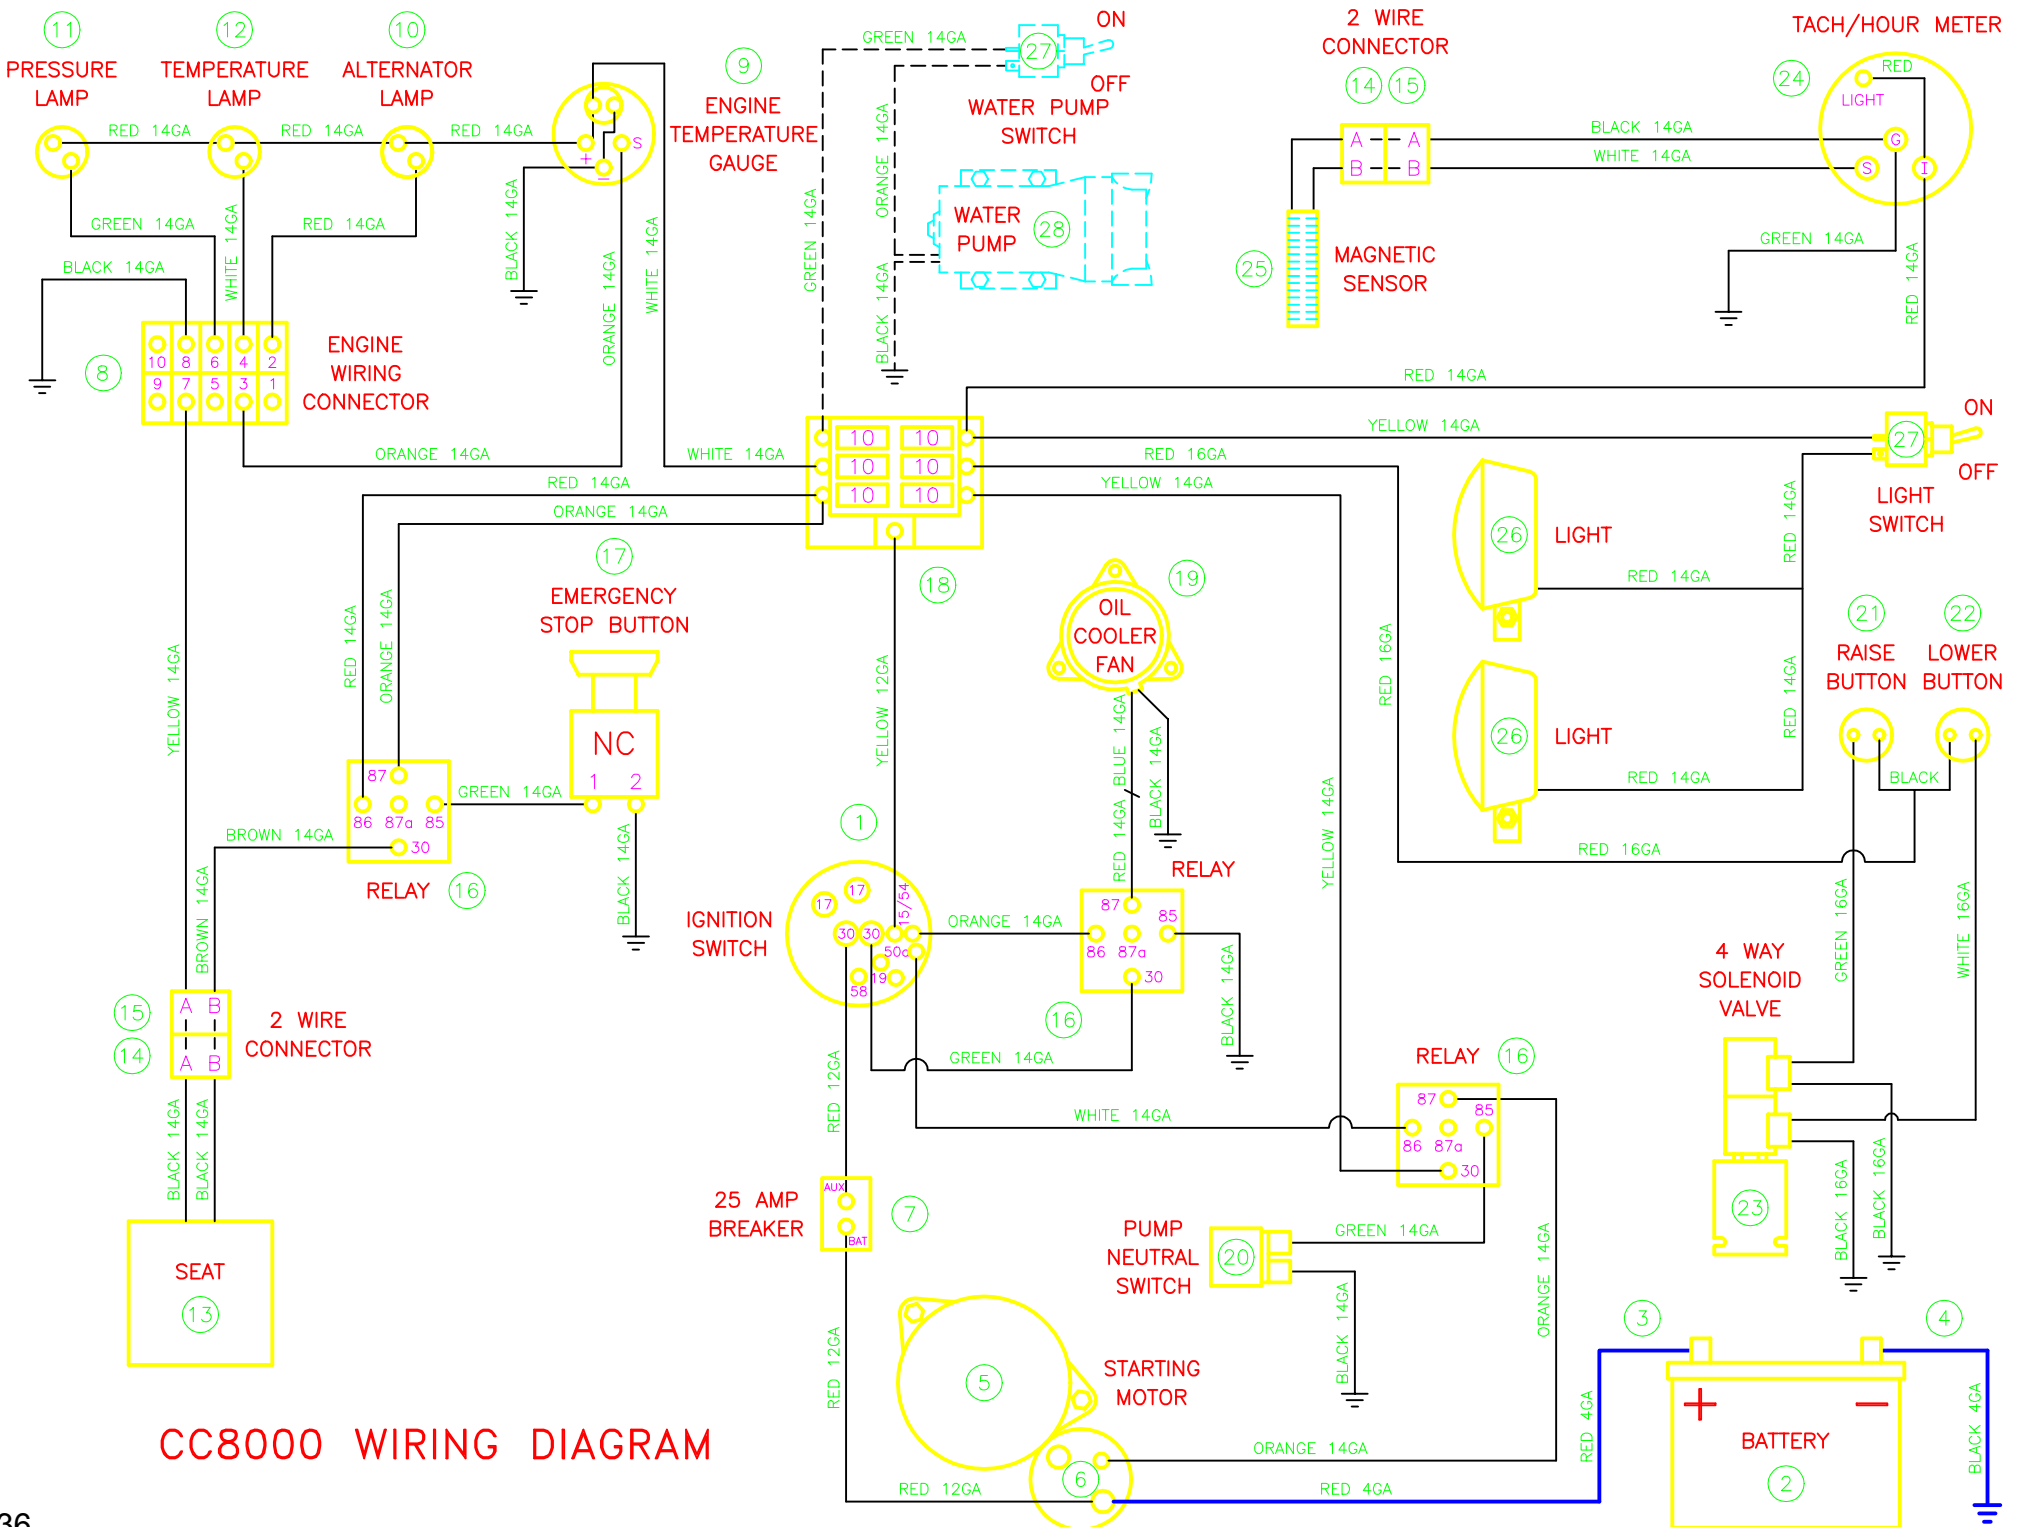 11
12
10
PRESSURE
LAMP
TEMPERATURE
LAMP
ALTERNATOR
LAMP
9
ENGINE
TEMPERATURE
GAUGE
RED 14GA
RED 14GA
RED 14GA
+
S
−
GREEN 14GA
WHITE 14GA
RED 14GA
BLACK 14GA
BLACK 14GA
ORANGE 14GA
WHITE 14GA
8
10 8 6 4 2
9 7 5 3 1
ENGINE
WIRING
CONNECTOR
ORANGE 14GA
WHITE 14GA
GREEN 14GA
27
ON
OFF
WATER PUMP
SWITCH
GREEN 14GA
ORANGE 14GA
WATER
PUMP
28
BLACK 14GA
2 WIRE
CONNECTOR
14 15
A A
B B
BLACK 14GA
WHITE 14GA
25
MAGNETIC
SENSOR
TACH/HOUR METER
24
RED
LIGHT
G
S
I
GREEN 14GA
RED 14GA
RED 14GA
10 10
10 10
10 10
18
YELLOW 14GA
RED 16GA
YELLOW 14GA
27
ON
OFF
LIGHT
SWITCH
26
LIGHT
RED 14GA
RED 14GA
26
LIGHT
RED 14GA
RED 14GA
RED 16GA
RED 16GA
21
22
RAISE
BUTTON
LOWER
BUTTON
BLACK
GREEN 16GA
WHITE 16GA
RED 14GA
ORANGE 14GA
RED 14GA
ORANGE 14GA
17
EMERGENCY
STOP BUTTON
NC
1 2
GREEN 14GA
BLACK 14GA
87
86 87a 85
30
RELAY
16
BROWN 14GA
BROWN 14GA
YELLOW 14GA
YELLOW 12GA
19
OIL
COOLER
FAN
RED 14GA
BLUE 14GA
BLACK 14GA
RELAY
87
85
86 87a
30
16
BLACK 14GA
ORANGE 14GA
GREEN 14GA
1
IGNITION
SWITCH
17
17
30 30
15/54
50a
19
58
WHITE 14GA
YELLOW 14GA
RELAY
16
87
85
86 87a
30
15
14
A B
A B
2 WIRE
CONNECTOR
BLACK 14GA
BLACK 14GA
SEAT
13
RED 12GA
25 AMP
BREAKER
AUX
BAT
7
RED 12GA
PUMP
NEUTRAL
SWITCH
20
GREEN 14GA
BLACK 14GA
ORANGE 14GA
4 WAY
SOLENOID
VALVE
23
BLACK 16GA
BLACK 16GA
5
STARTING
MOTOR
6
ORANGE 14GA
RED 12GA
RED 4GA
RED 4GA
3
4
BLACK 4GA
BATTERY
+
−
2
CC8000 WIRING DIAGRAM
36